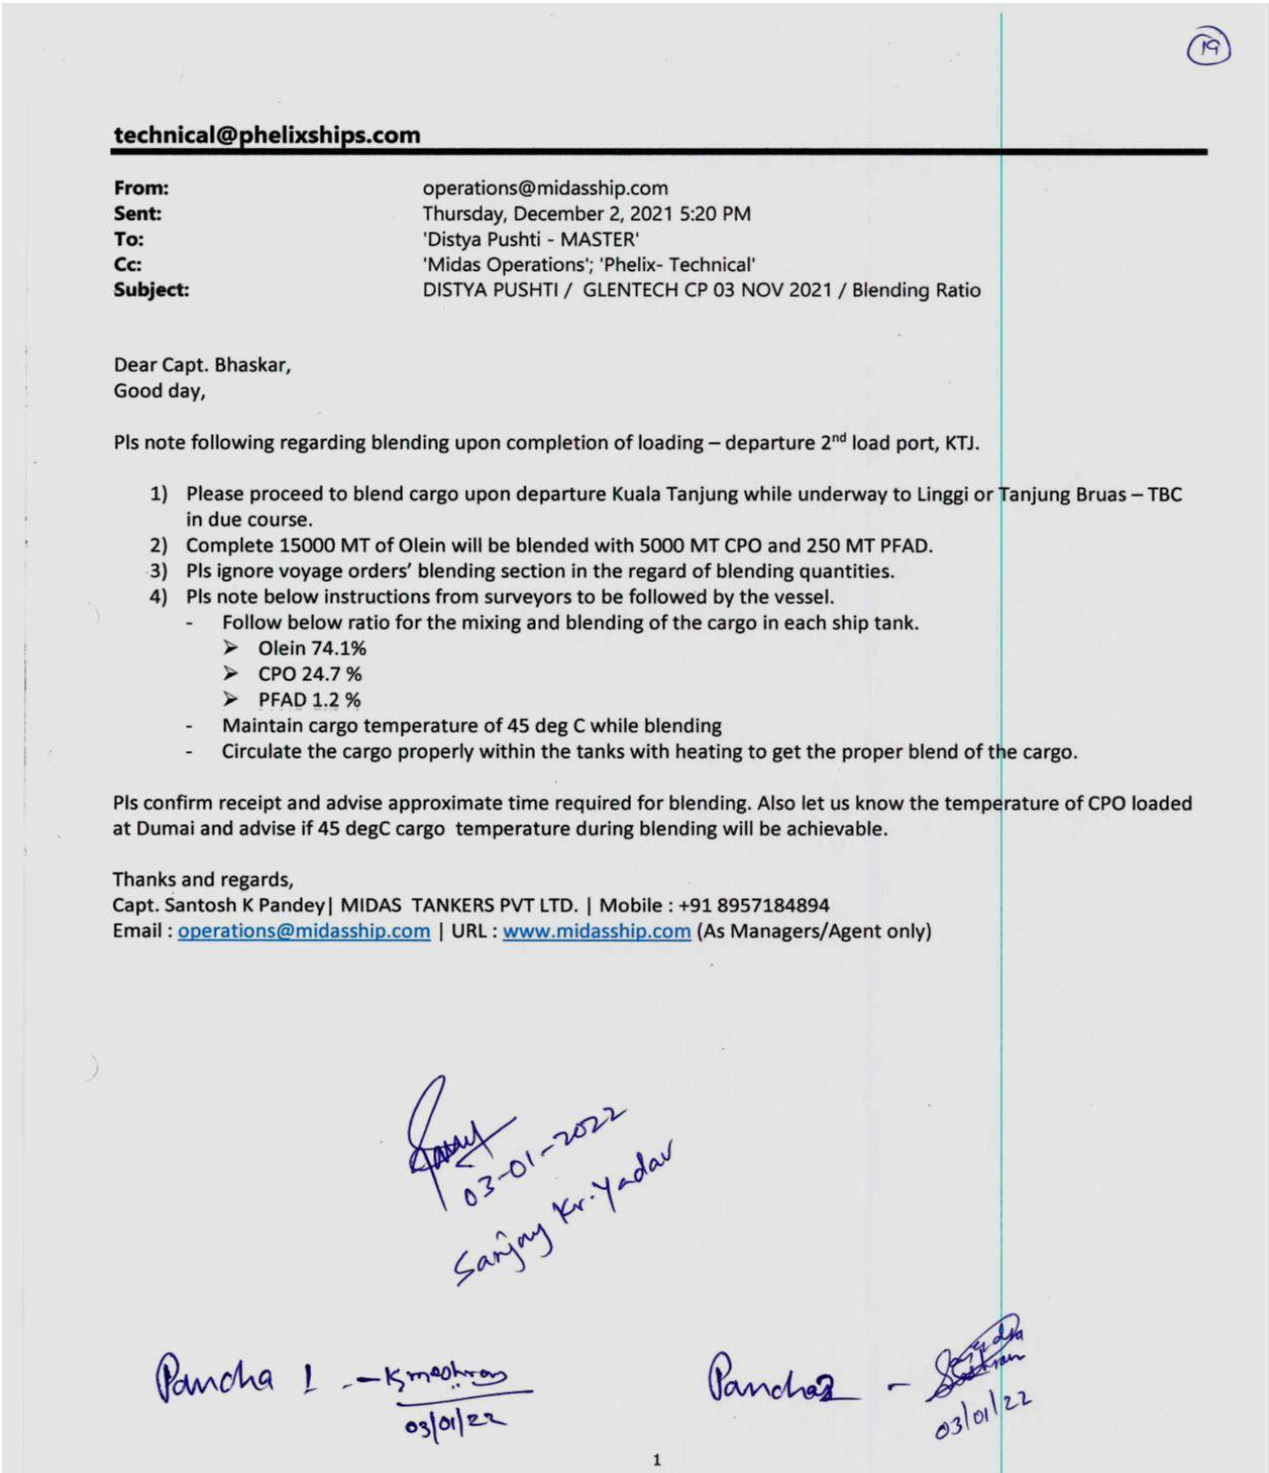 19
technical@phelixships.com
From: operations@midasship.com
Sent: Thursday, December 2, 2021 5:20 PM
To: 'Distya Pushti - MASTER'
Cc: 'Midas Operations'; 'Phelix- Technical'
Subject: DISTYA PUSHTI / GLENTECH CP 03 NOV 2021 / Blending Ratio
Dear Capt. Bhaskar,
Good day,
Pls note following regarding blending upon completion of loading – departure 2nd load port, KTJ.
1) Please proceed to blend cargo upon departure Kuala Tanjung while underway to Linggi or Tanjung Bruas – TBC
in due course.
2) Complete 15000 MT of Olein will be blended with 5000 MT CPO and 250 MT PFAD.
3) Pls ignore voyage orders' blending section in the regard of blending quantities.
4) Pls note below instructions from surveyors to be followed by the vessel.
- Follow below ratio for the mixing and blending of the cargo in each ship tank.
➤ Olein 74.1%
➤ CPO 24.7 %
➤ PFAD 1.2 %
- Maintain cargo temperature of 45 deg C while blending
- Circulate the cargo properly within the tanks with heating to get the proper blend of the cargo.
Pls confirm receipt and advise approximate time required for blending. Also let us know the temperature of CPO loaded
at Dumai and advise if 45 degC cargo temperature during blending will be achievable.
Thanks and regards,
Capt. Santosh K Pandey| MIDAS TANKERS PVT LTD. | Mobile : +91 8957184894
Email : operations@midasship.com | URL : www.midasship.com (As Managers/Agent only)
03-01-2022
Sanjay Kr. Yadav
Pancha 1 -
03/01/22
Pancha2 -
03/01/22
1